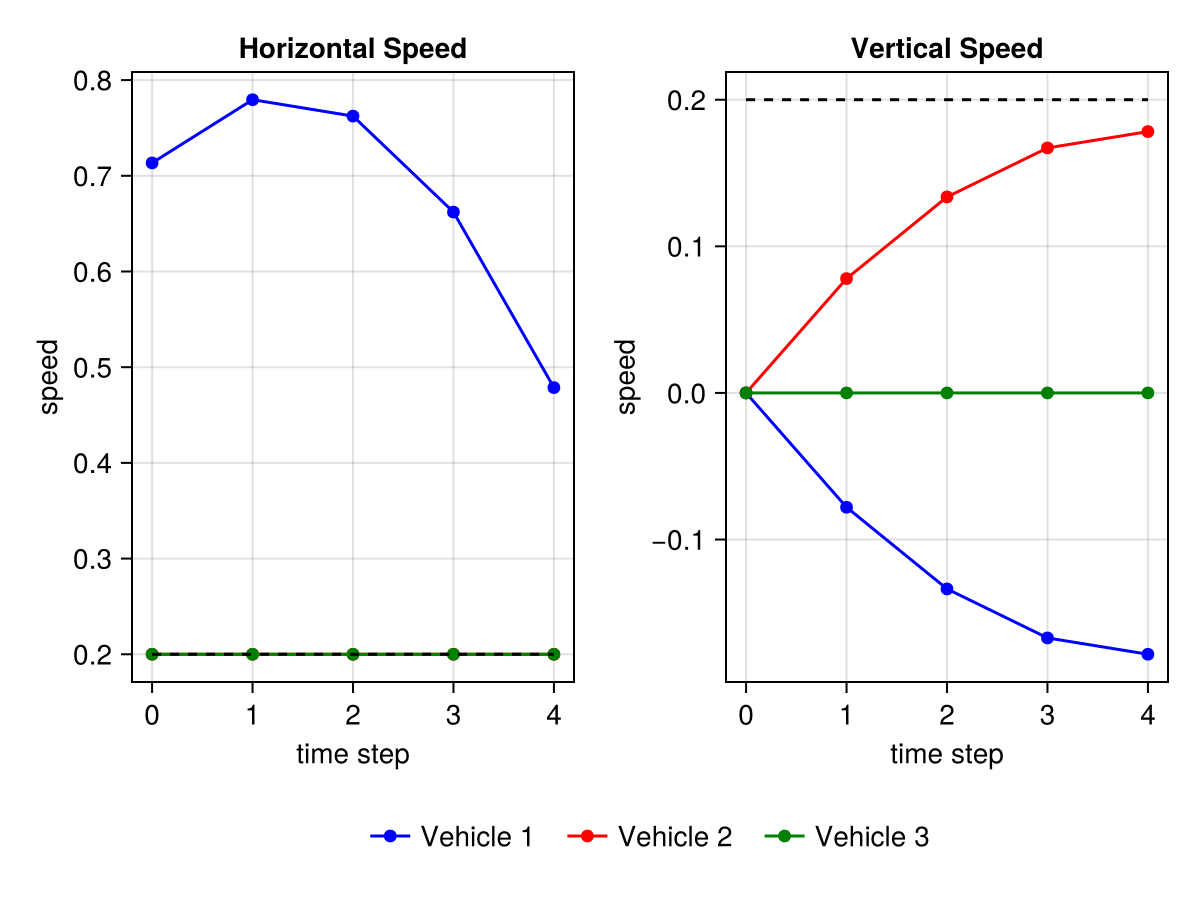 Horizontal Speed
0.8
0.7
0.6
0.5
0.4
0.3
0.2
speed
0 1 2 3 4
time step
Vertical Speed
0.2
0.1
0.0
−0.1
speed
0 1 2 3 4
time step
Vehicle 1 Vehicle 2 Vehicle 3